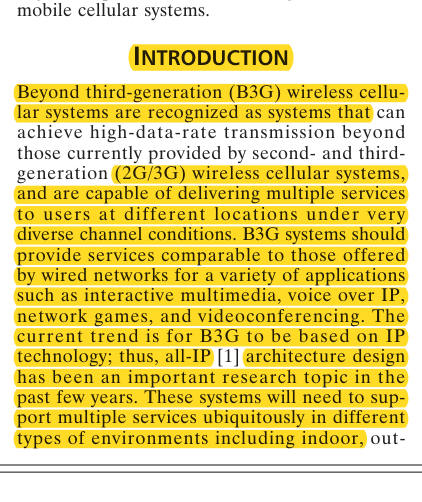 mobile cellular systems.
INTRODUCTION
Beyond third-generation (B3G) wireless cellu-
lar systems are recognized as systems that can
achieve high-data-rate transmission beyond
those currently provided by second- and third-
generation (2G/3G) wireless cellular systems,
and are capable of delivering multiple services
to users at different locations under very
diverse channel conditions. B3G systems should
provide services comparable to those offered
by wired networks for a variety of applications
such as interactive multimedia, voice over IP,
network games, and videoconferencing. The
current trend is for B3G to be based on IP
technology; thus, all-IP [1] architecture design
has been an important research topic in the
past few years. These systems will need to sup-
port multiple services ubiquitously in different
types of environments including indoor, out-